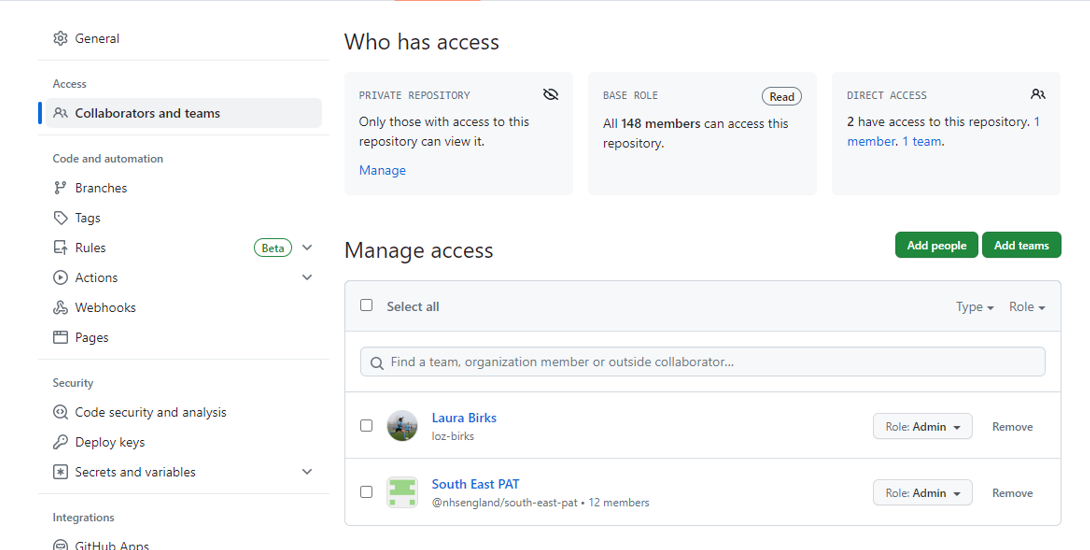 General
Access
Collaborators and teams
Code and automation
Branches
Tags
Rules Beta
Actions
Webhooks
Pages
Security
Code security and analysis
Deploy keys
Secrets and variables
Integrations
GitHub Apps
Who has access
PRIVATE REPOSITORY
Only those with access to this
repository can view it.
Manage
BASE ROLE Read
All 148 members can access this
repository.
DIRECT ACCESS
2 have access to this repository. 1
member. 1 team.
Manage access
Add people Add teams
Select all Type Role
Find a team, organization member or outside collaborator...
Laura Birks
loz-birks
Role: Admin Remove
South East PAT
@nhsengland/south-east-pat • 12 members
Role: Admin Remove